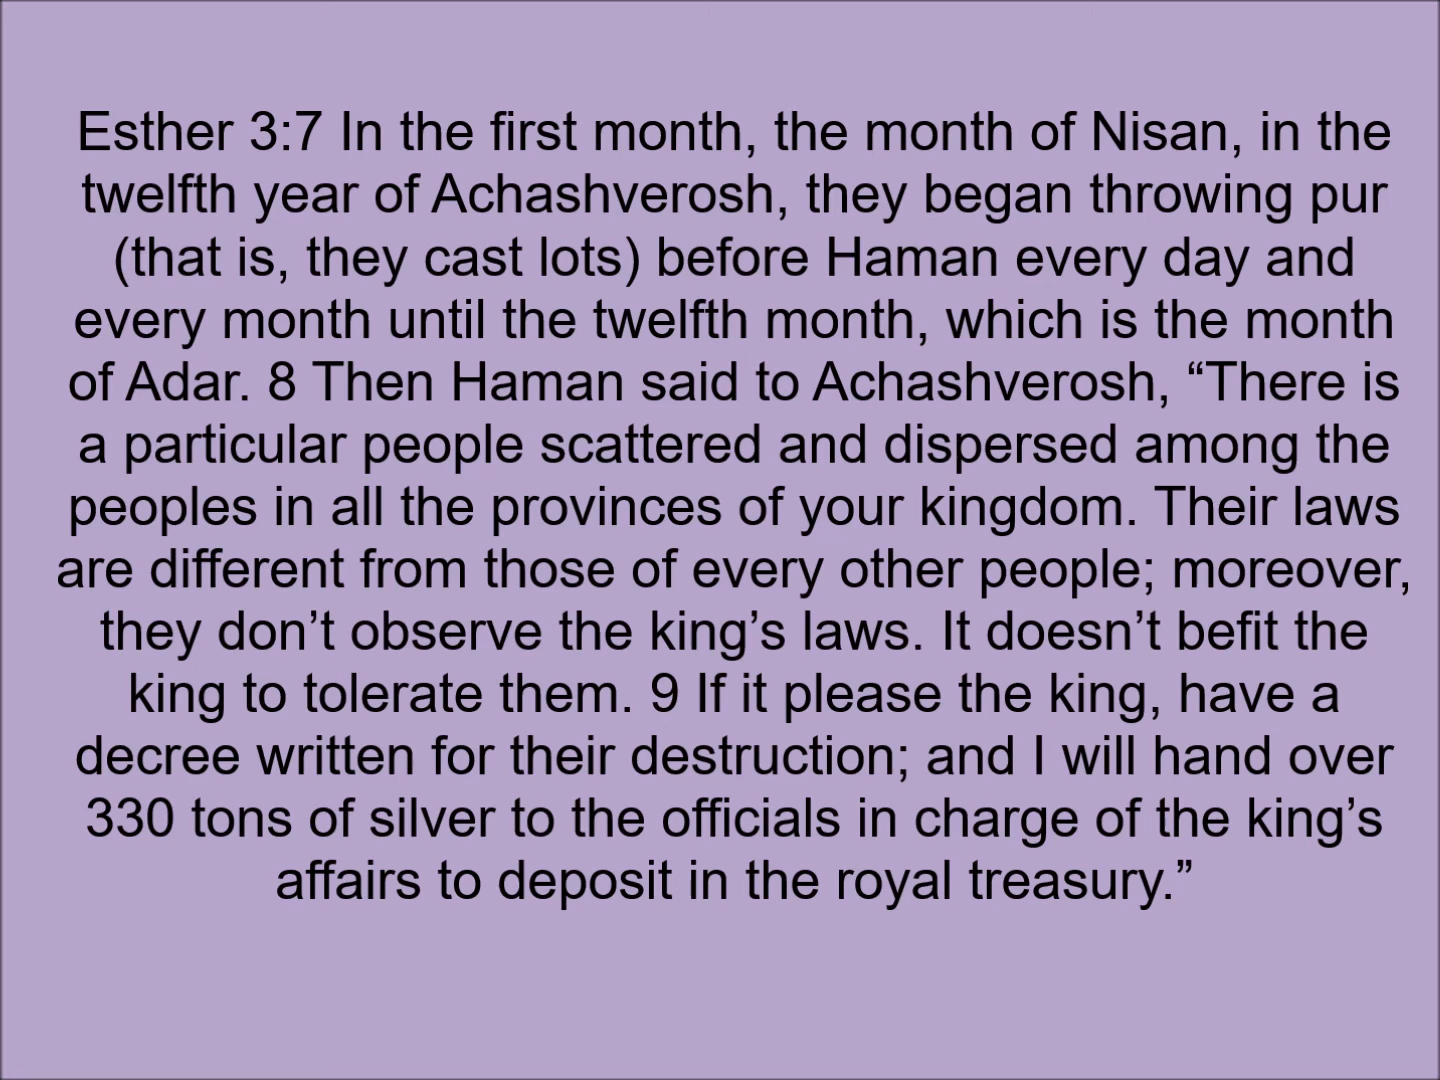 Esther 3:7 In the first month, the month of Nisan, in the
twelfth year of Achashverosh, they began throwing pur
(that is, they cast lots) before Haman every day and
every month until the twelfth month, which is the month
of Adar. 8 Then Haman said to Achashverosh, “There is
a particular people scattered and dispersed among the
peoples in all the provinces of your kingdom. Their laws
are different from those of every other people; moreover,
they don’t observe the king’s laws. It doesn’t befit the
king to tolerate them. 9 If it please the king, have a
decree written for their destruction; and I will hand over
330 tons of silver to the officials in charge of the king’s
affairs to deposit in the royal treasury.”